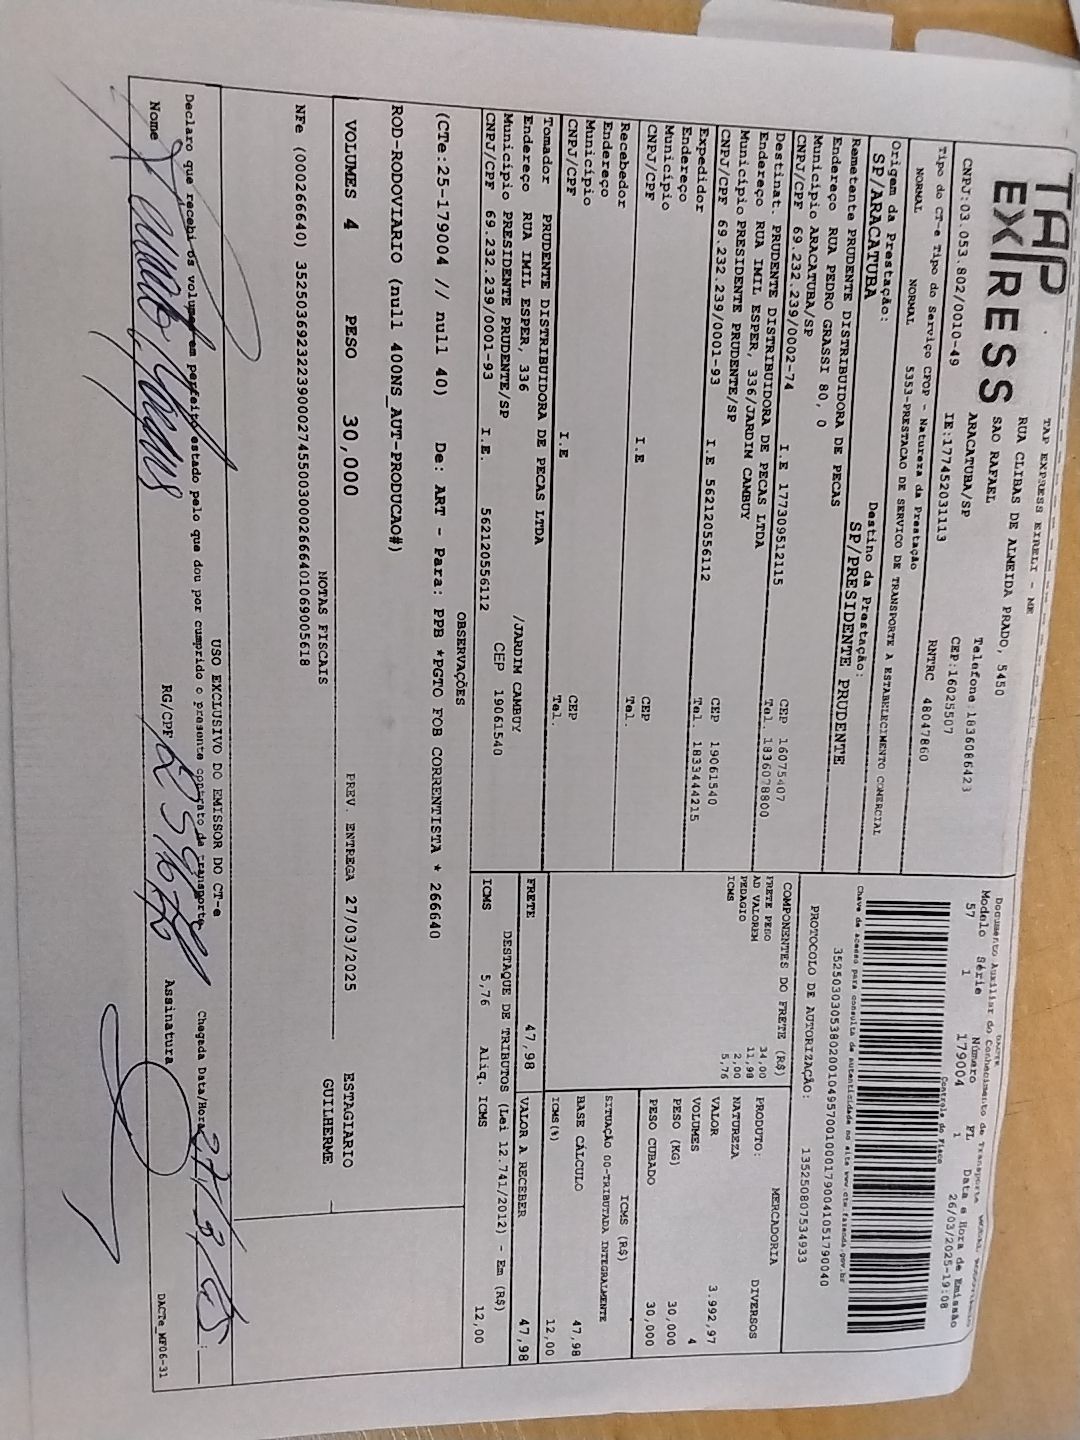 TAP EXPRESS
TAP EXPRESS EIRELI - ME
RUA CLIBAS DE ALMEIDA PRADO, 5450
SAO RAFAEL Telefone:1836086423
ARACATUBA/SP CEP:16025507
CNPJ:03.053.802/0010-49 IE:177452031113 RNTRC 48047860
Tipo do CT-e Tipo do Serviço CFOP - Natureza da Prestação
NORMAL NORMAL 5353-PRESTACAO DE SERVICO DE TRANSPORTE A ESTABELECIMENTO COMERCIAL
Origem da Prestação: Destino da Prestação:
SP/ARACATUBA SP/PRESIDENTE PRUDENTE
Remetente PRUDENTE DISTRIBUIDORA DE PECAS
Endereço RUA PEDRO GRASSI 80, 0
Município ARACATUBA/SP CEP 16075407
CNPJ/CPF 69.232.239/0002-74 I.E 177309512115 Tel. 1836078800
Destinat. PRUDENTE DISTRIBUIDORA DE PECAS LTDA
Endereço RUA IMIL ESPER, 336/JARDIM CAMBUY
Município PRESIDENTE PRUDENTE/SP CEP 19061540
CNPJ/CPF 69.232.239/0001-93 I.E 562120556112 Tel. 1833444215
Expedidor
Endereço
Município CEP
CNPJ/CPF I.E Tel.
Recebedor
Endereço
Município CEP
CNPJ/CPF I.E Tel.
Tomador PRUDENTE DISTRIBUIDORA DE PECAS LTDA
Endereço RUA IMIL ESPER, 336 /JARDIM CAMBUY
Município PRESIDENTE PRUDENTE/SP CEP 19061540
CNPJ/CPF 69.232.239/0001-93 I.E. 562120556112
DACTE
Documento Auxiliar do Conhecimento de Transporte
Modelo Série Número FL Data e Hora de Emissão
57 1 179004 1 26/03/2025-19:08
Controle do Fisco
Chave de acesso para consulta de autenticidade no site www.cte.fazenda.gov.br
35250303053802001049570010001790041051790040
PROTOCOLO DE AUTORIZAÇÃO: 135250807534933
COMPONENTES DO FRETE (R$)
FRETE PESO 34,00
AD VALOREM 11,98
PEDAGIO 2,00
ICMS 5,76
MERCADORIA
PRODUTO: DIVERSOS
NATUREZA
VALOR 3.992,97
VOLUMES 4
PESO (KG) 30,000
PESO CUBADO 30,000
ICMS (R$)
SITUAÇÃO 00-TRIBUTADA INTEGRALMENTE
BASE CÁLCULO 47,98
ICMS(%) 12,00
FRETE 47,98 VALOR A RECEBER 47,98
DESTAQUE DE TRIBUTOS (Lei 12.741/2012) - Em (R$)
ICMS 5,76 Aliq. ICMS 12,00
OBSERVAÇÕES
(CTe:25-179004 // null 40) De: ART - Para: PPB *PGTO FOB CORRENTISTA * 266640
ROD-RODOVIARIO (null 400NS_AUT-PRODUCAO#)
VOLUMES 4 PESO 30,000 PREV. ENTREGA 27/03/2025
ESTAGIARIO GUILHERME
NOTAS FISCAIS
NFe (000266640) 35250369232239000274550030002666401069005618
USO EXCLUSIVO DO EMISSOR DO CT-e
Declaro que recebi os volumes em perfeito estado pelo que dou por cumprido o presente contrato de transporte.
Chegada Data/Hora
Nome RG/CPF Assinatura
DACTe_MF06-31